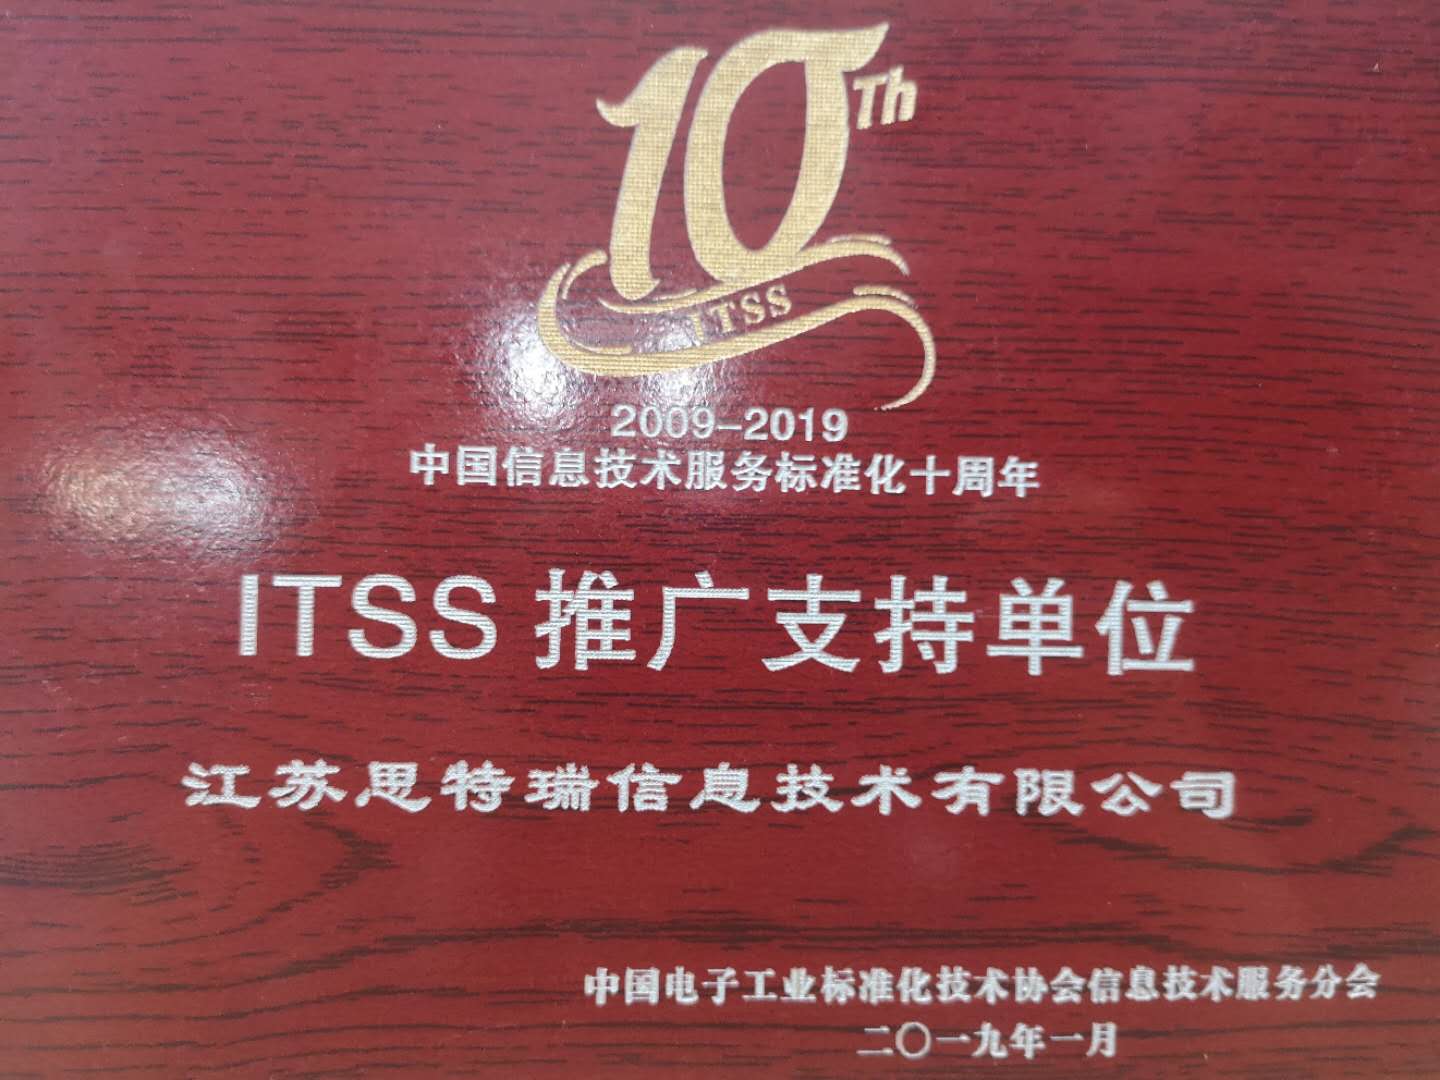 10Th
ITSS
2009-2019
中国信息技术服务标准化十周年
ITSS 推广支持单位
江苏思特瑞信息技术有限公司
中国电子工业标准化技术协会信息技术服务分会
二〇一九年一月